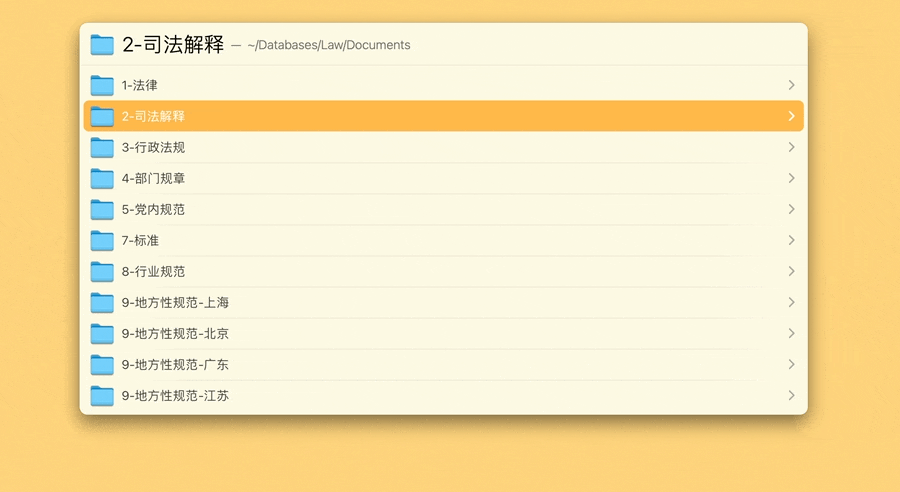 2-司法解释 — ~/Databases/Law/Documents
1-法律
2-司法解释
3-行政法规
4-部门规章
5-党内规范
7-标准
8-行业规范
9-地方性规范-上海
9-地方性规范-北京
9-地方性规范-广东
9-地方性规范-江苏